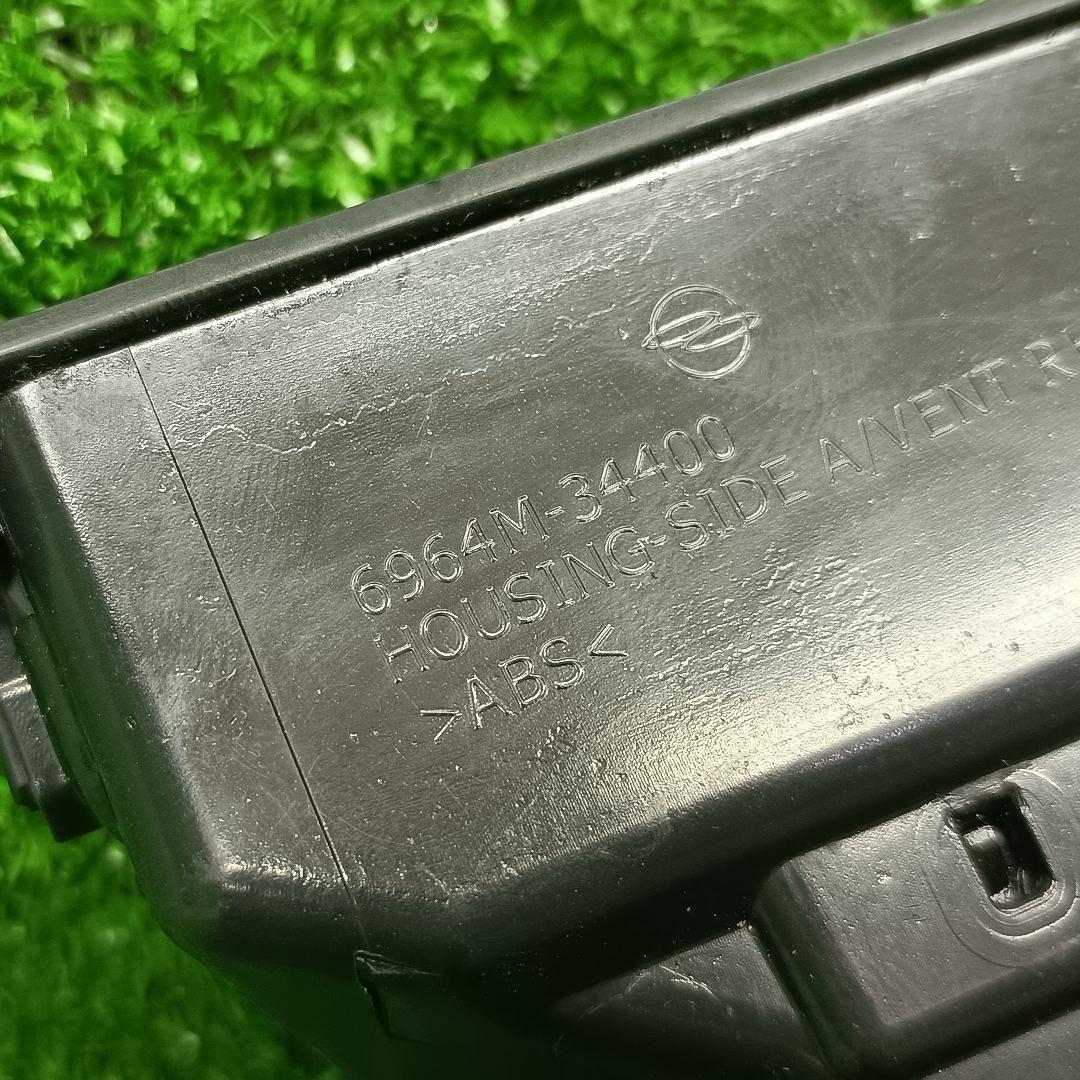 6964M-34400
HOUSING-SIDE A/VENT
>ABS<